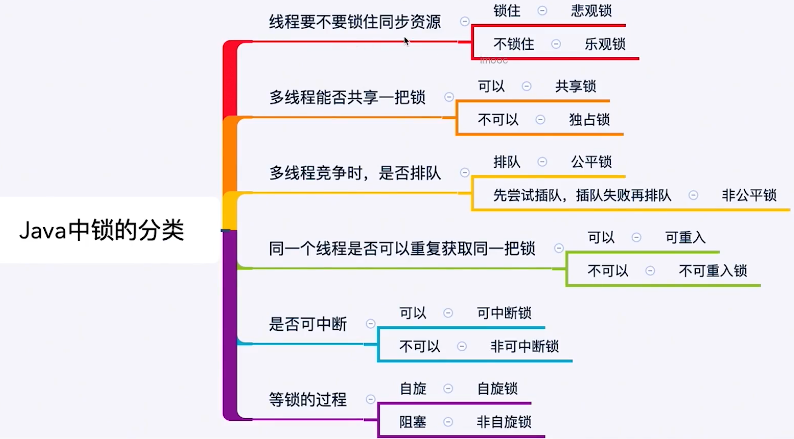 Java中锁的分类
线程要不要锁住同步资源
锁住 悲观锁
不锁住 乐观锁
imooc
多线程能否共享一把锁
可以 共享锁
不可以 独占锁
多线程竞争时，是否排队
排队 公平锁
先尝试插队，插队失败再排队 非公平锁
同一个线程是否可以重复获取同一把锁
可以 可重入
不可以 不可重入锁
是否可中断
可以 可中断锁
不可以 非可中断锁
等锁的过程
自旋 自旋锁
阻塞 非自旋锁